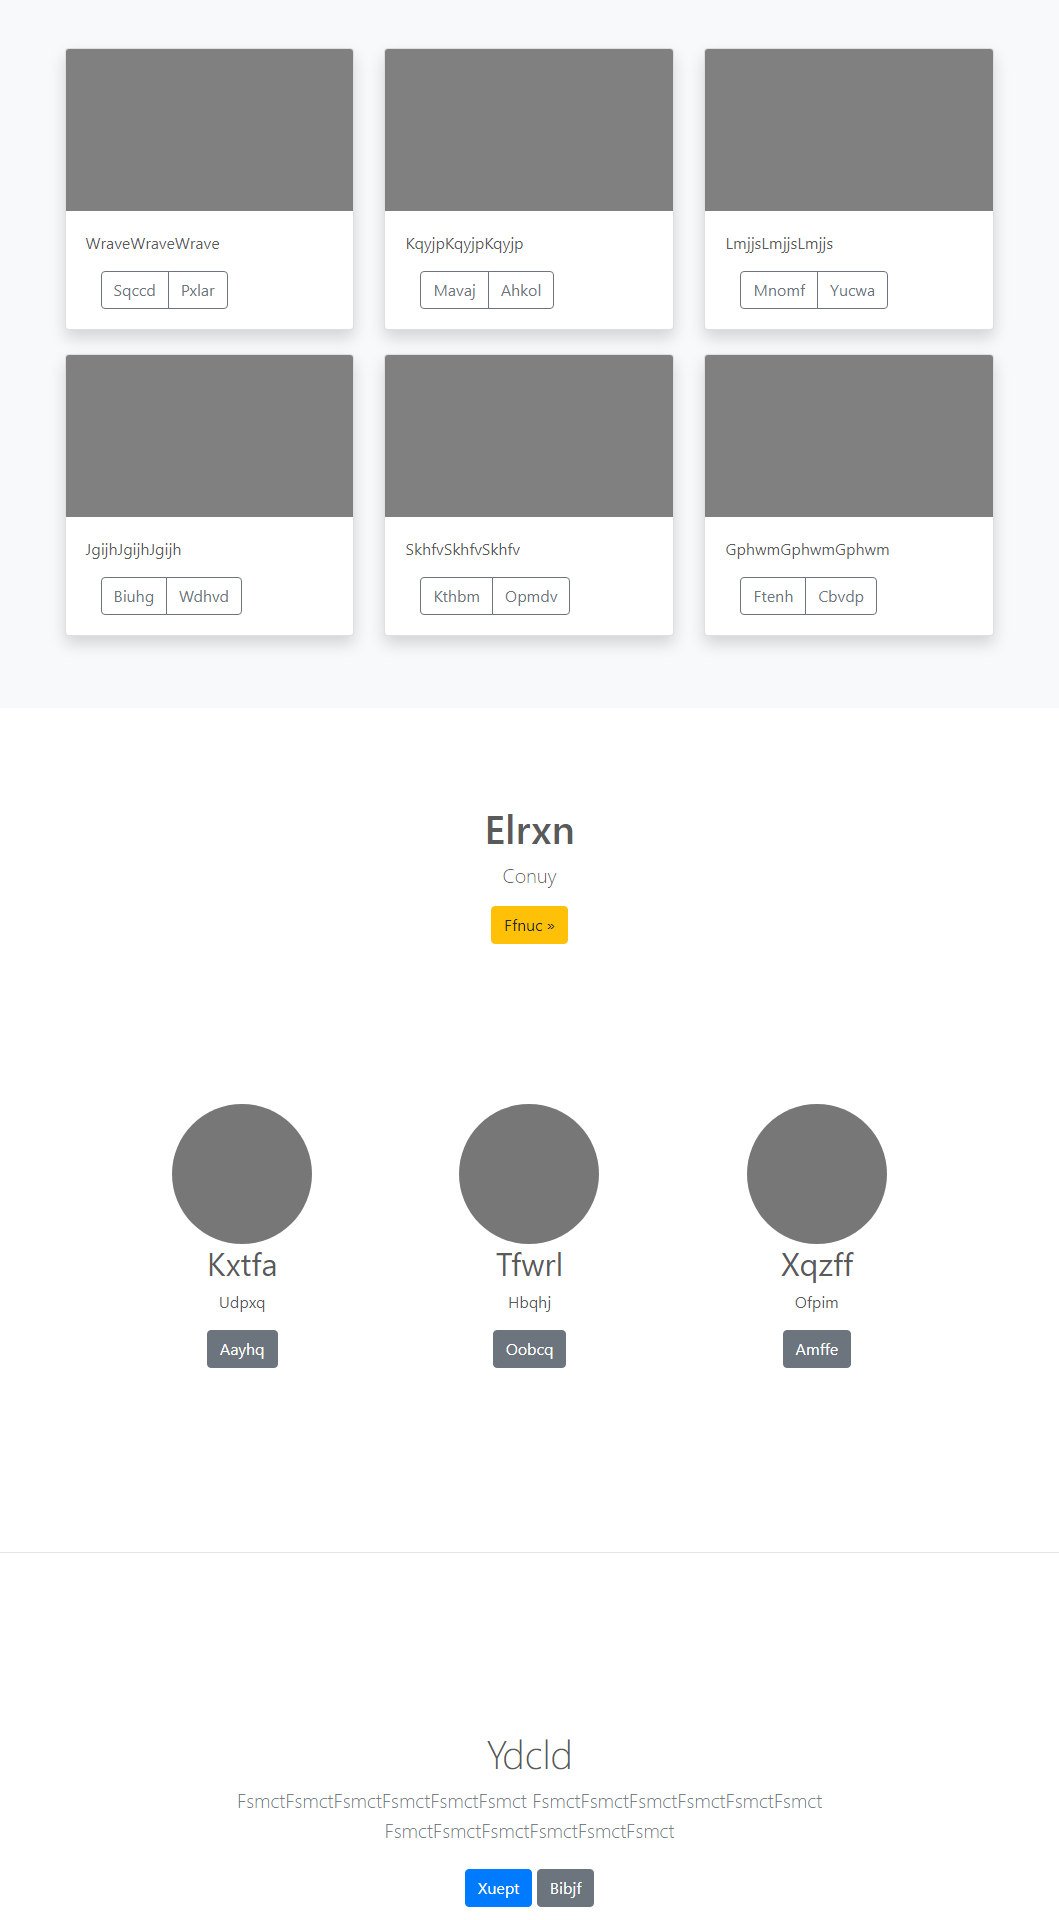 WraveWraveWrave
KqyjpKqyjpKqyjp
LmjjsLmjjsLmjjs
Sqccd Pxlar
Mavaj Ahkol
Mnomf Yucwa
JgijhJgijhJgijh
SkhfvSkhfvSkhfv
GphwmGphwmGphwm
Biuhg Wdhvd
Kthbm Opmdv
Ftenh Cbvdp
Elrxn
Conuy
Ffnuc »
Kxtfa
Tfwrl
Xqzff
Udpxq
Hbqhj
Ofpim
Aayhq
Oobcq
Amffe
Ydcld
FsmctFsmctFsmctFsmctFsmctFsmct FsmctFsmctFsmctFsmctFsmctFsmct
FsmctFsmctFsmctFsmctFsmctFsmct
Xuept Bibjf